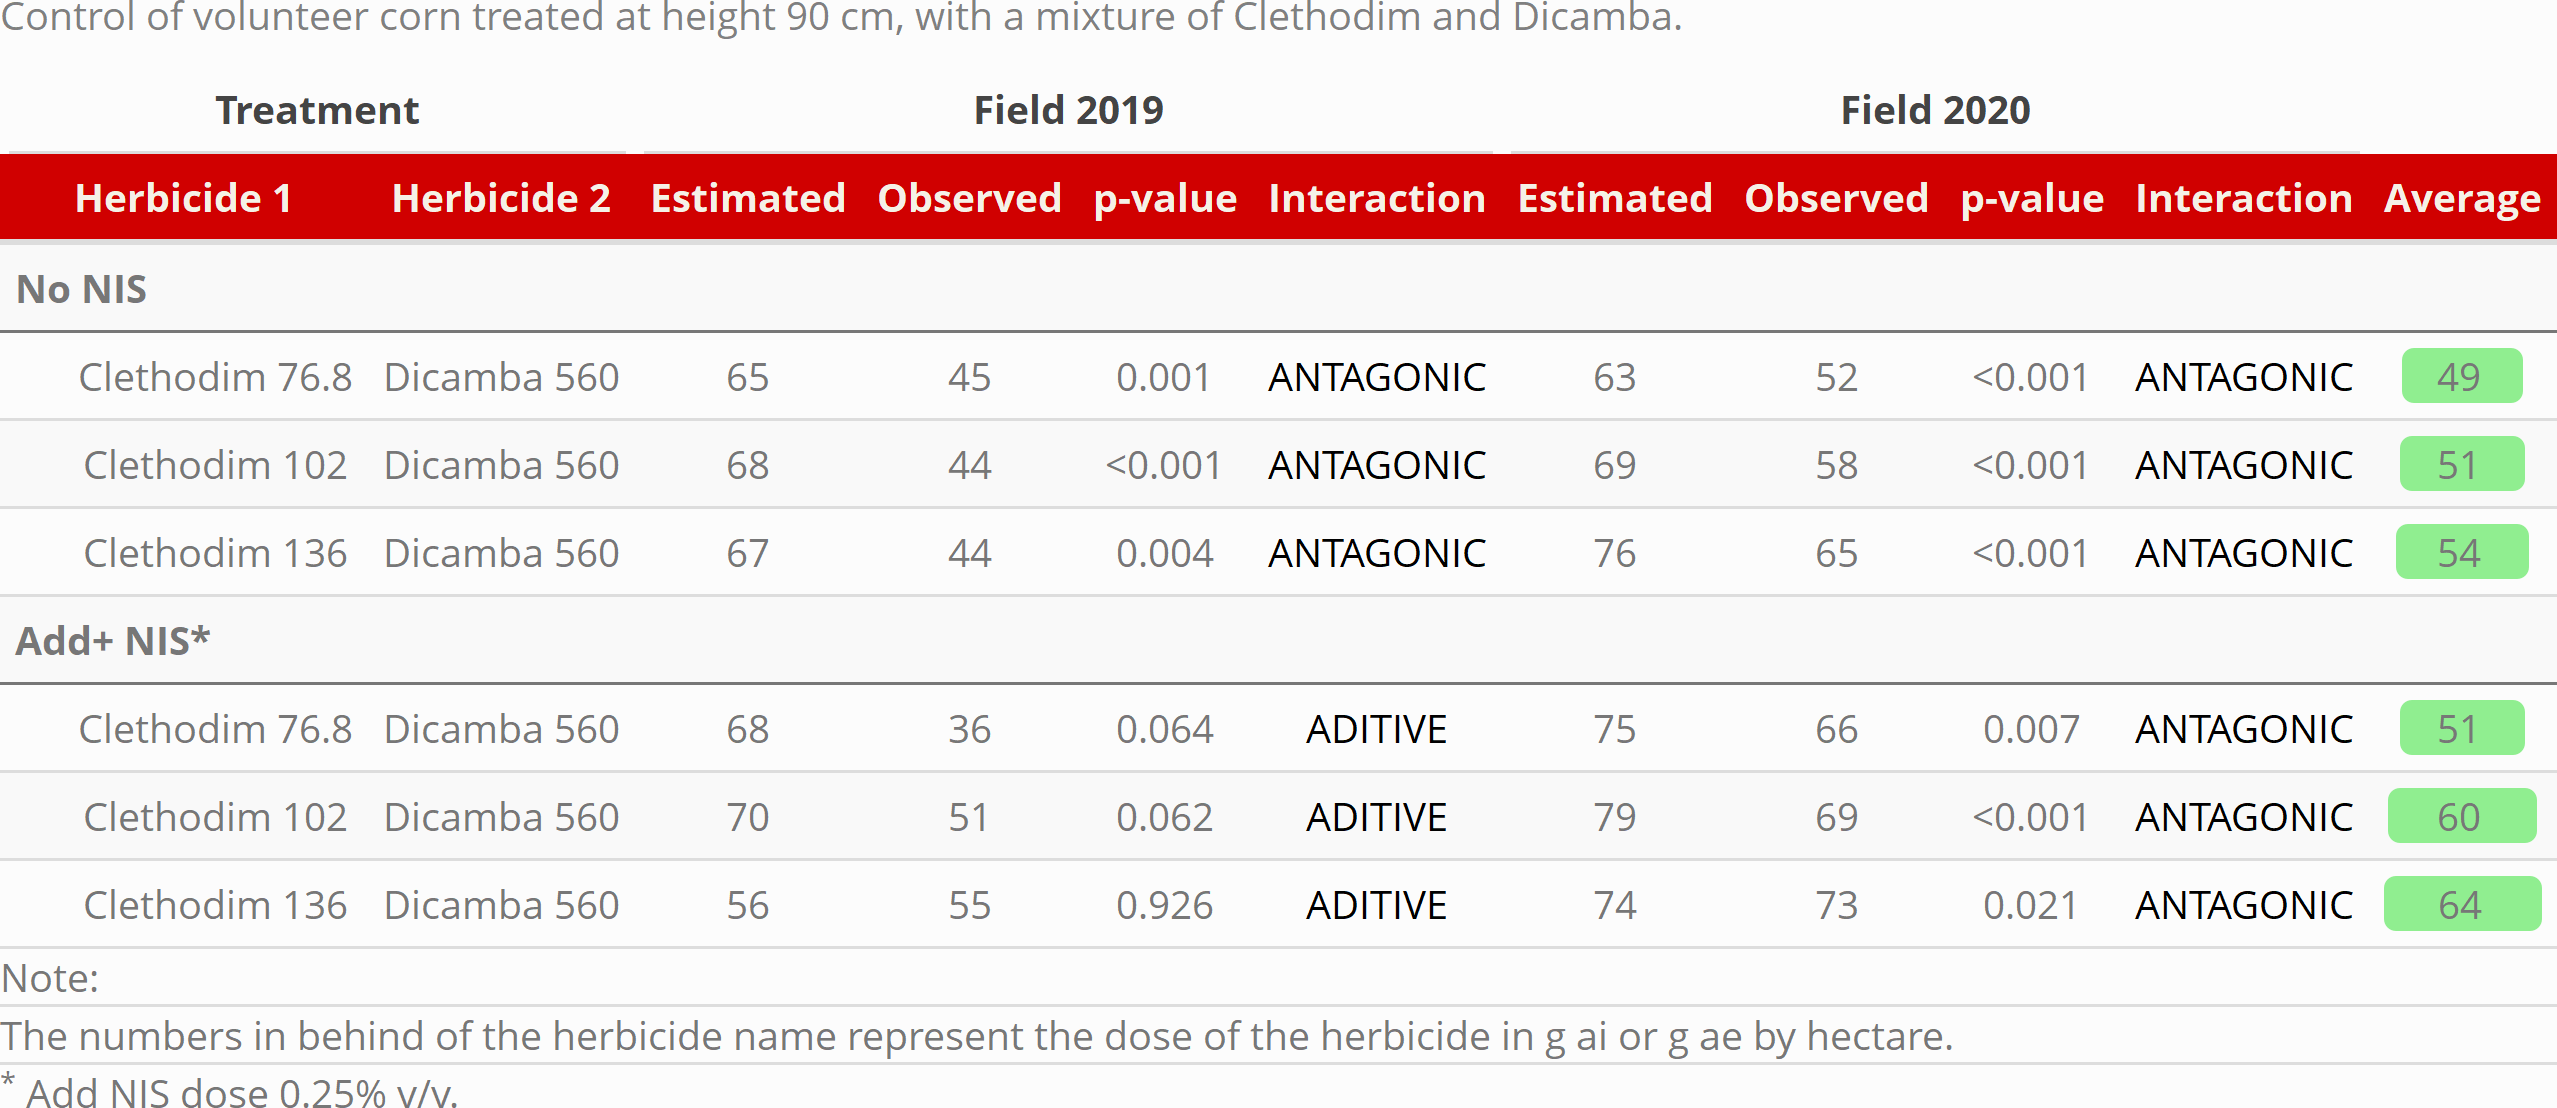 Control of volunteer corn treated at height 90 cm, with a mixture of Clethodim and Dicamba.
Treatment Field 2019 Field 2020
Herbicide 1 Herbicide 2 Estimated Observed p-value Interaction Estimated Observed p-value Interaction Average
No NIS
Clethodim 76.8 Dicamba 560 65 45 0.001 ANTAGONIC 63 52 <0.001 ANTAGONIC 49
Clethodim 102 Dicamba 560 68 44 <0.001 ANTAGONIC 69 58 <0.001 ANTAGONIC 51
Clethodim 136 Dicamba 560 67 44 0.004 ANTAGONIC 76 65 <0.001 ANTAGONIC 54
Add+ NIS*
Clethodim 76.8 Dicamba 560 68 36 0.064 ADITIVE 75 66 0.007 ANTAGONIC 51
Clethodim 102 Dicamba 560 70 51 0.062 ADITIVE 79 69 <0.001 ANTAGONIC 60
Clethodim 136 Dicamba 560 56 55 0.926 ADITIVE 74 73 0.021 ANTAGONIC 64
Note:
The numbers in behind of the herbicide name represent the dose of the herbicide in g ai or g ae by hectare.
* Add NIS dose 0.25% v/v.